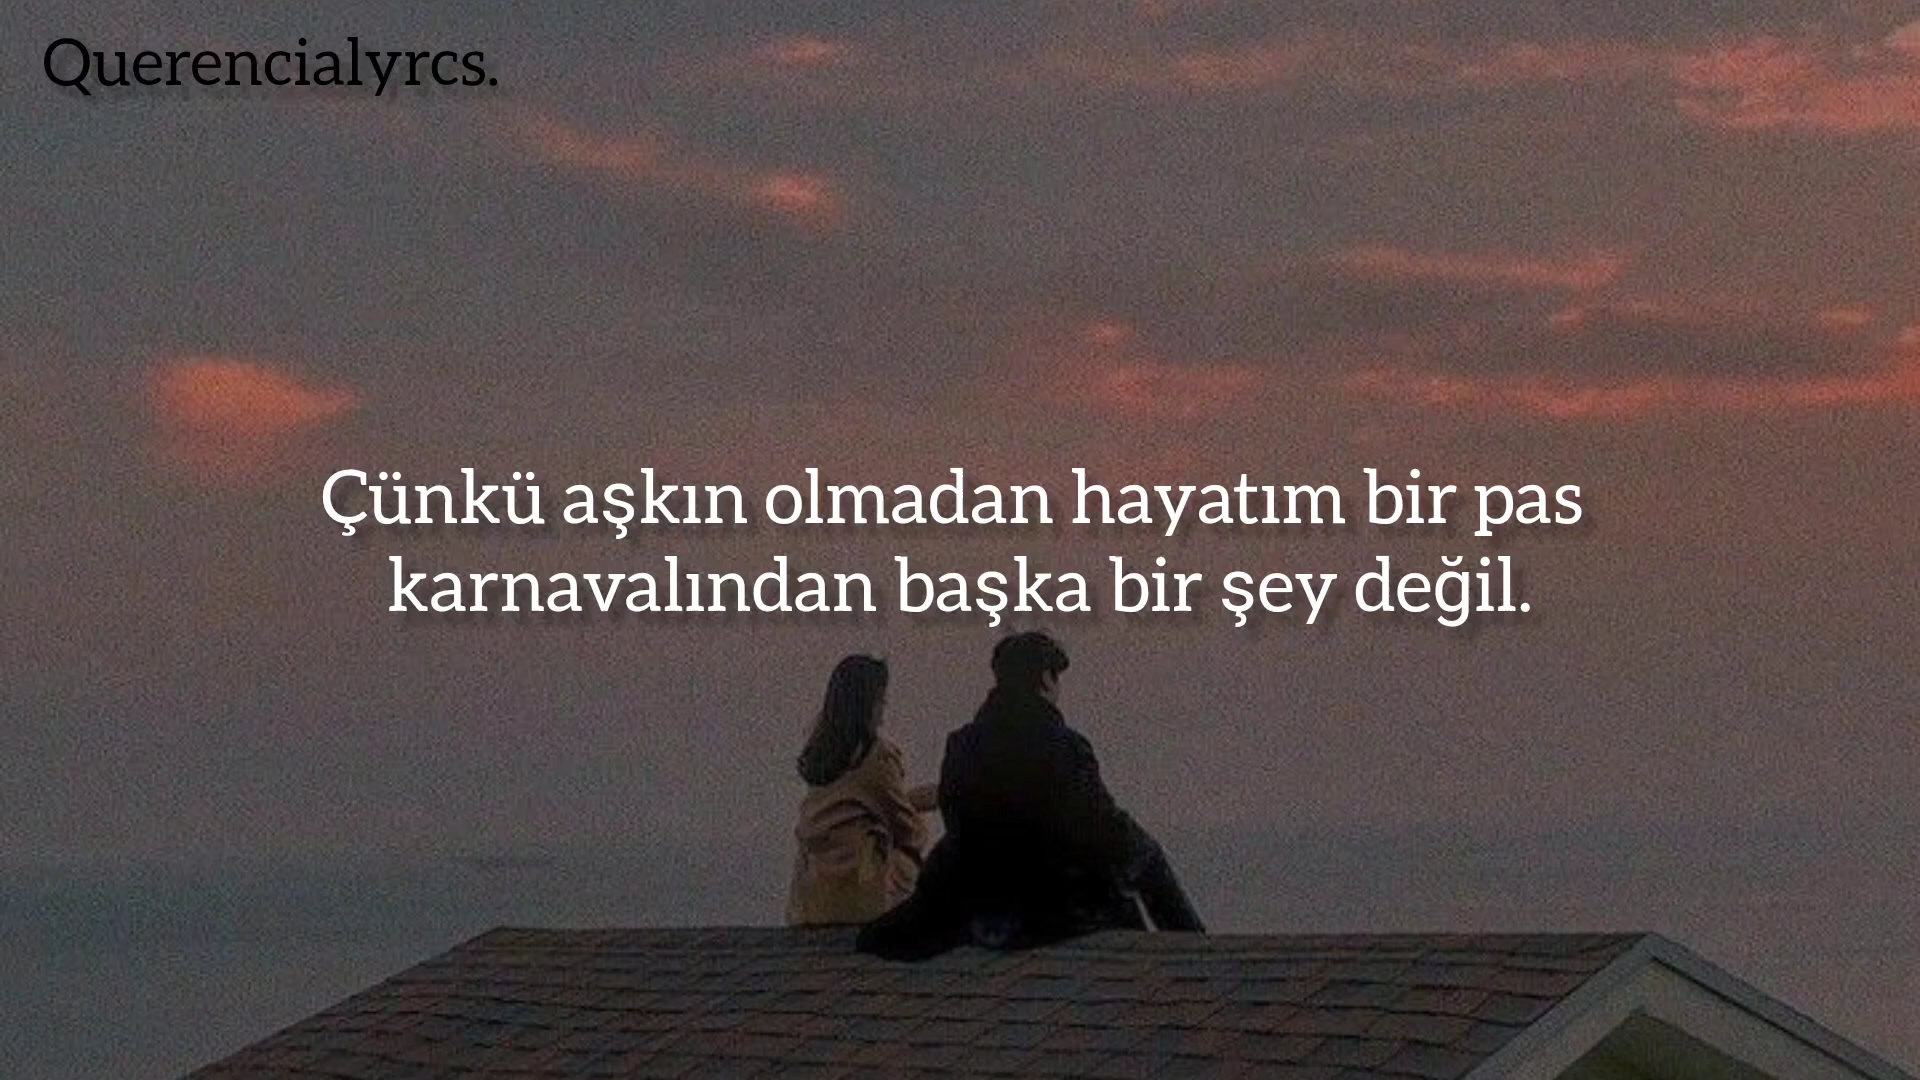 Querencialyrcs.
Çünkü aşkın olmadan hayatım bir pas
karnavalından başka bir şey değil.